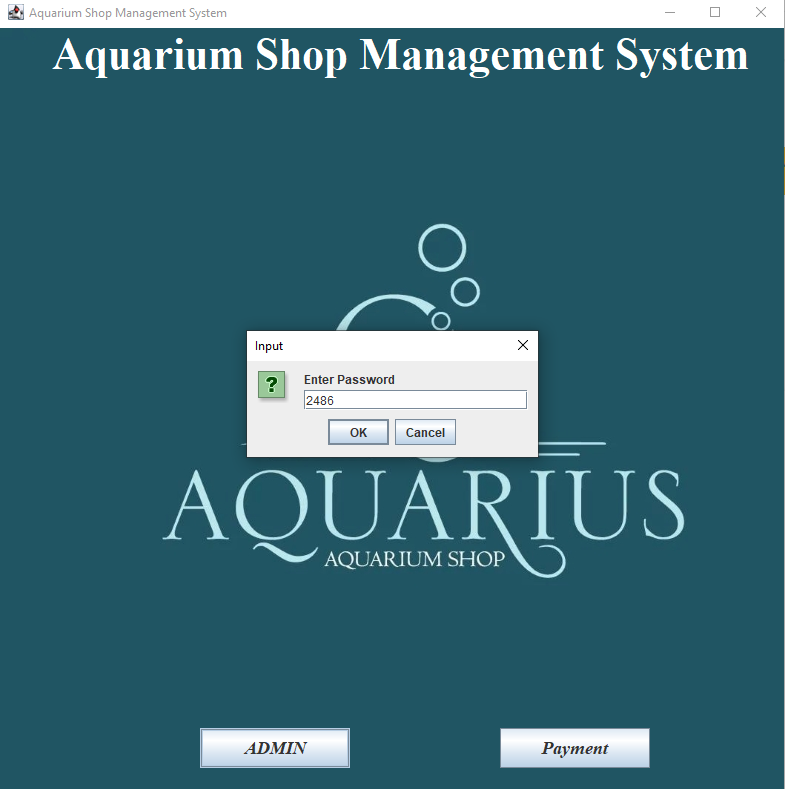 Aquarium Shop Management System
Aquarium Shop Management System
Input
Enter Password
2486
OK Cancel
AQUARIUS
AQUARIUM SHOP
ADMIN Payment